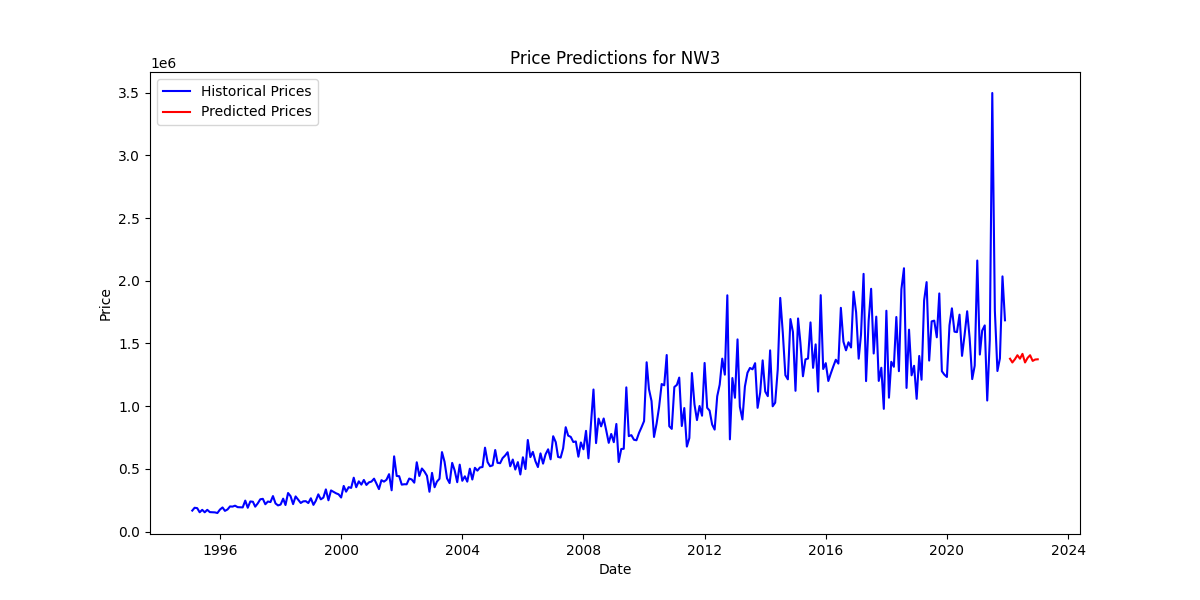 Price Predictions for NW3
1e6
Historical Prices
Predicted Prices
3.5
3.0
2.5
2.0
1.5
1.0
0.5
0.0
Price
1996 2000 2004 2008 2012 2016 2020 2024
Date